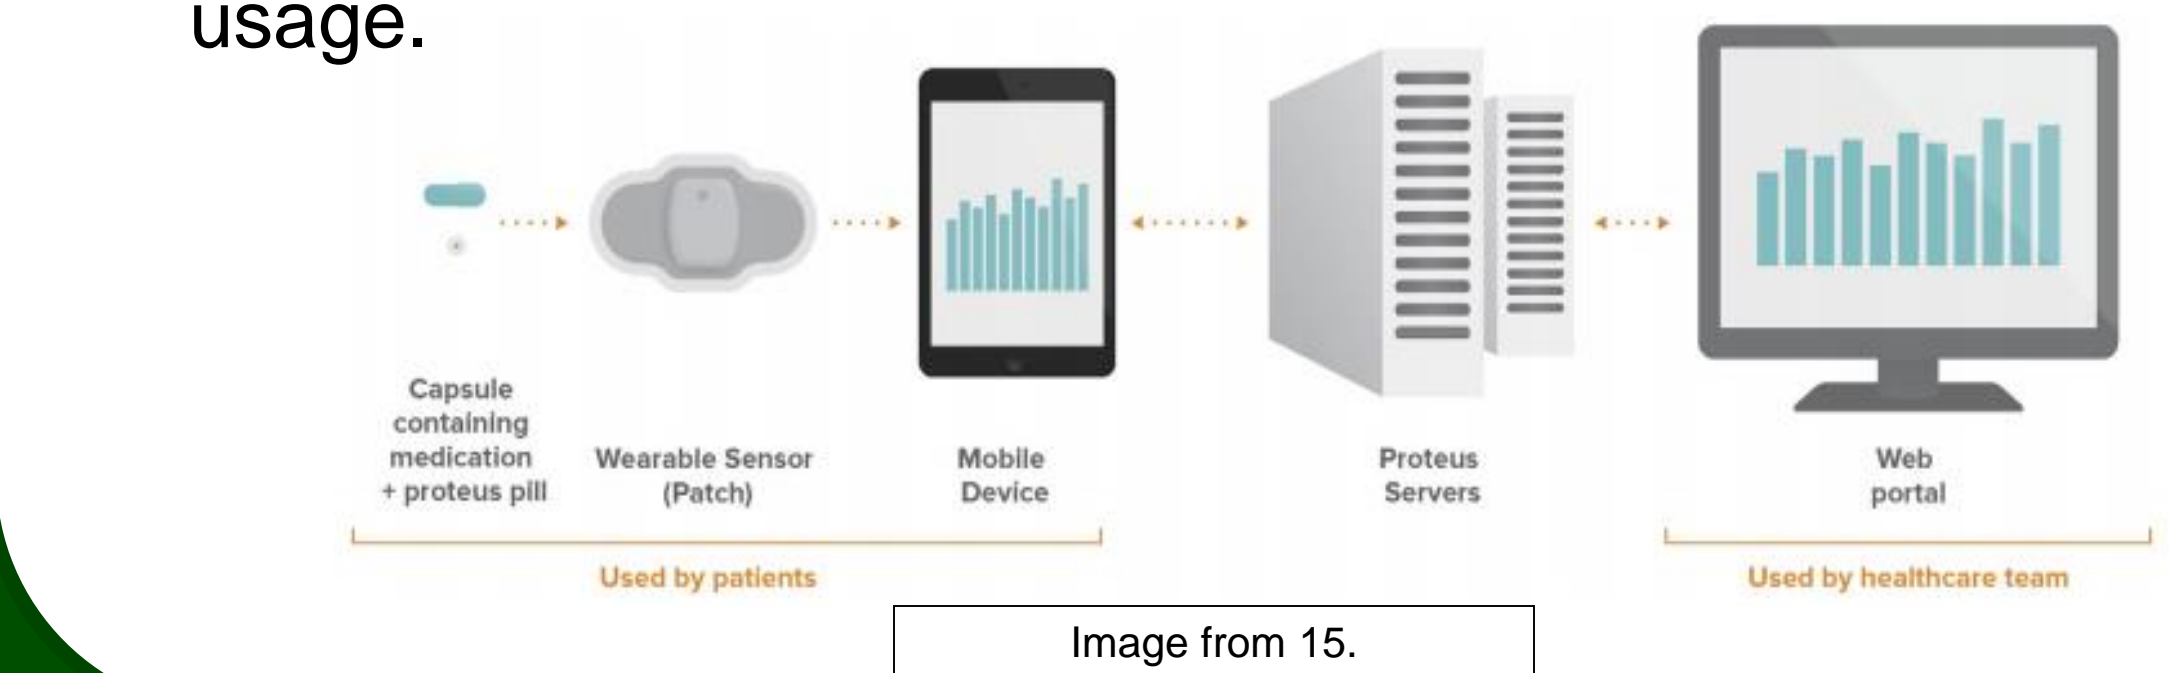 usage.
Capsule
containing
medication
+ proteus pill
Wearable Sensor
(Patch)
Mobile
Device
Proteus
Servers
Web
portal
Used by patients
Used by healthcare team
Image from 15.